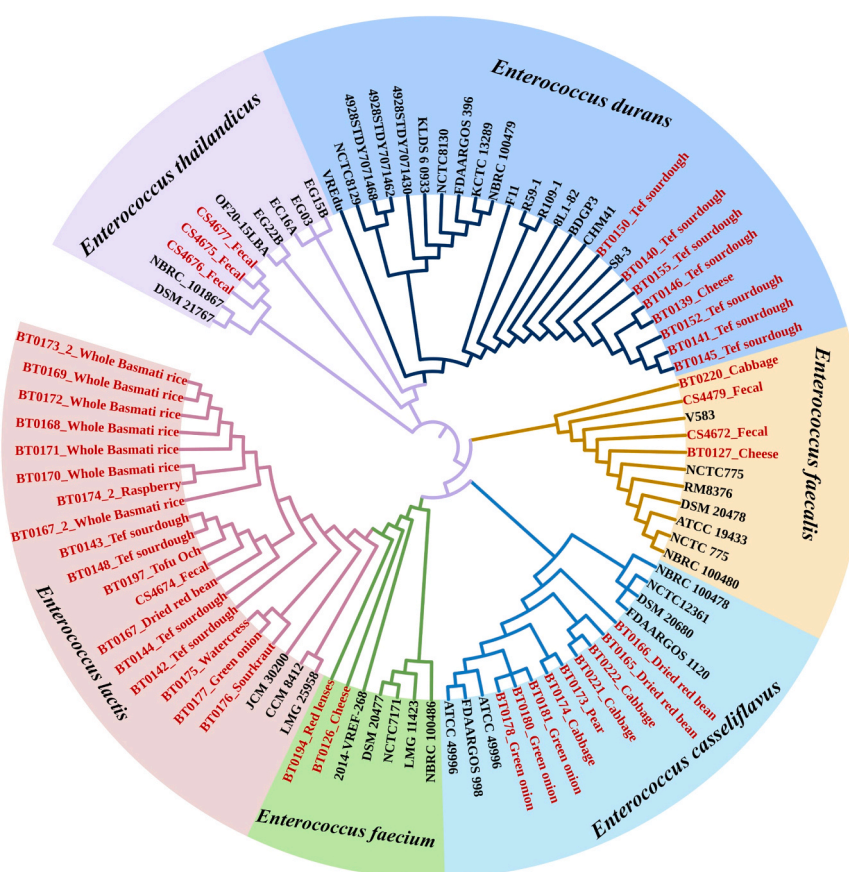 Enterococcus thailandicus
DSM 21767
NBRC_101867
CS4676_Fecal
CS4675_Fecal
CS4677_Fecal
OF20-15LBA
EG22B
EC16A
EG03
EG15B
Enterococcus durans
VREdu
NCTC8129
4928STDY7071468
4928STDY7071462
4928STDY7071430
KLDS 6_0933
NCTC8130
FDAARGOS 396
KCTC 13289
NBRC 100479
F11
R59-1
R109-1
8L1-82
BDGP3
CHM41
BT0150_Tef sourdough
S8-3
BT0140_Tef sourdough
BT0155_Tef sourdough
BT0146_Tef sourdough
BT0139_Cheese
BT0152_Tef sourdough
BT0141_Tef sourdough
BT0145_Tef sourdough
Enterococcus faecalis
BT0220_Cabbage
CS4479_Fecal
V583
CS4672_Fecal
BT0127_Cheese
NCTC775
RM8376
DSM 20478
ATCC 19433
NCTC 775
NBRC 100480
Enterococcus casseliflavus
NBRC 100478
NCTC12361
DSM 20680
FDAARGOS 1120
BT0166_Dried red bean
BT0165_Dried red bean
BT0222_Cabbage
BT0221_Cabbage
BT0173_Pear
BT0174_Cabbage
BT0181_Green onion
BT0180_Green onion
BT0178_Green onion
ATCC 49996
FDAARGOS 998
ATCC 49996
Enterococcus faecium
NBRC 100486
LMG 11423
NCTC7171
DSM 20477
2014-VREF-268
BT0126_Cheese
BT0194_Red lenses
Enterococcus lactis
LMG 25958
CCM 8412
JCM 30200
BT0176_Sourkraut
BT0177_Green onion
BT0175_Watercress
BT0142_Tef sourdough
BT0144_Tef sourdough
BT0167_Dried red bean
CS4674_Fecal
BT0197_Tofu Och
BT0148_Tef sourdough
BT0143_Tef sourdough
BT0167_2_Whole Basmati rice
BT0174_2_Raspberry
BT0170_Whole Basmati rice
BT0171_Whole Basmati rice
BT0168_Whole Basmati rice
BT0172_Whole Basmati rice
BT0169_Whole Basmati rice
BT0173_2_Whole Basmati rice